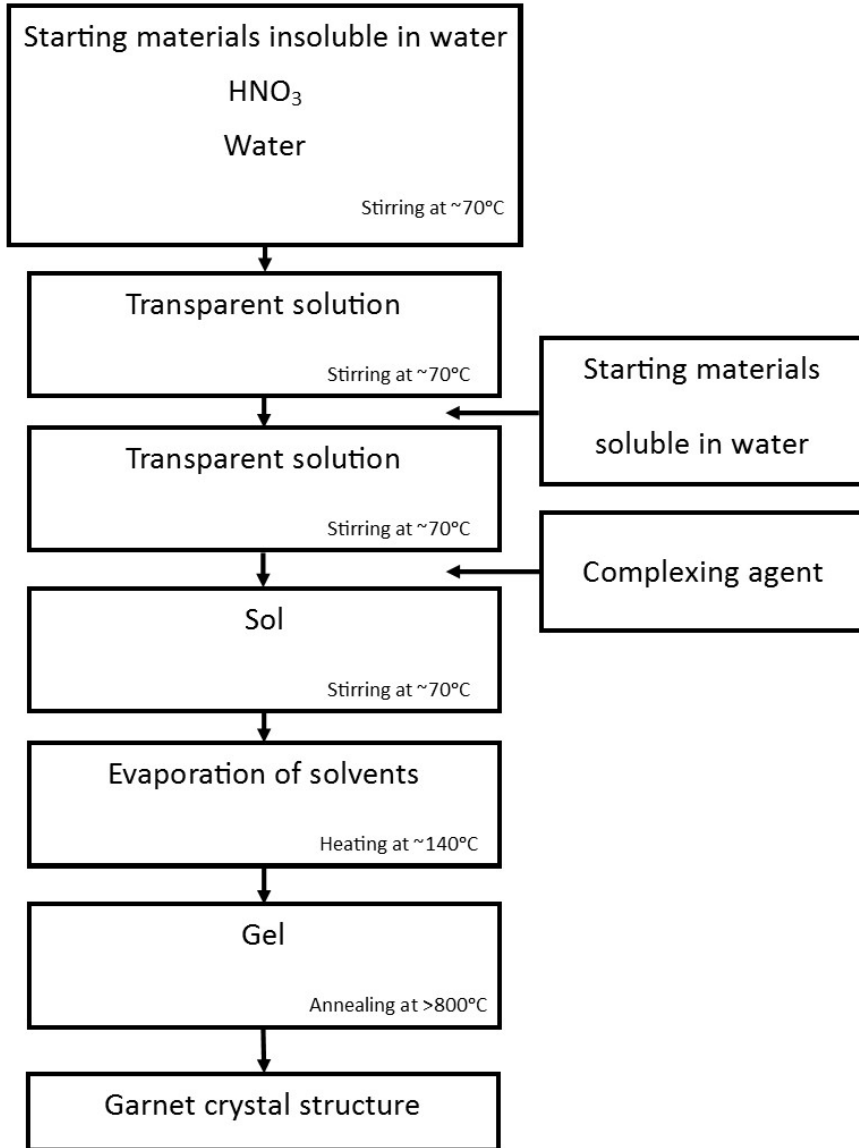 Starting materials insoluble in water
HNO₃
Water
Stirring at ~70°C
Transparent solution
Stirring at ~70°C
Starting materials
soluble in water
Transparent solution
Stirring at ~70°C
Complexing agent
Sol
Stirring at ~70°C
Evaporation of solvents
Heating at ~140°C
Gel
Annealing at >800°C
Garnet crystal structure